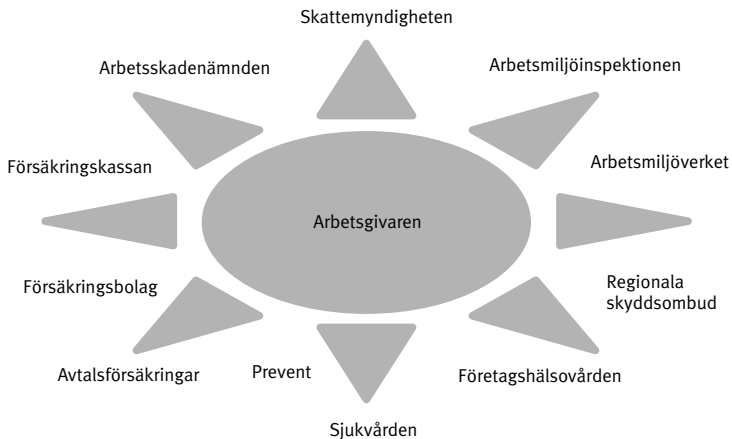 Skattemyndigheten
Arbetsskadenämnden
Arbetsmiljöinspektionen
Försäkringskassan
Arbetsmiljöverket
Arbetsgivaren
Försäkringsbolag
Regionala
skyddsombud
Avtalsförsäkringar
Prevent
Företagshälsovården
Sjukvården